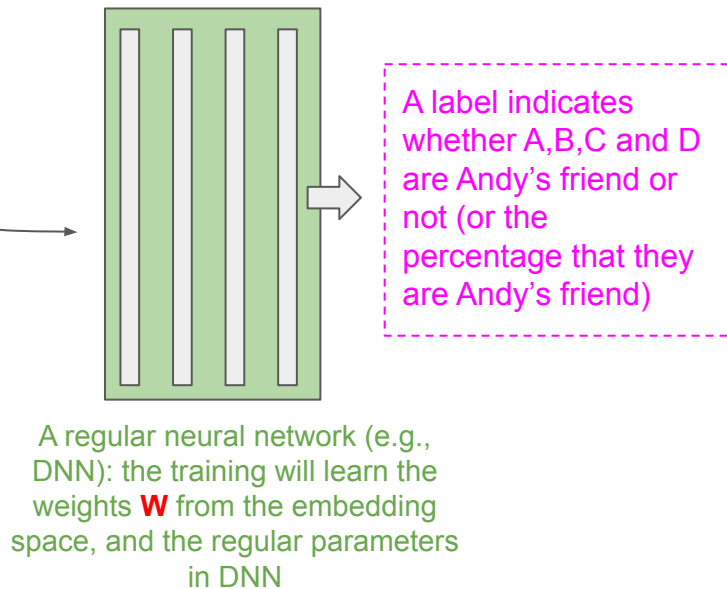 A label indicates
whether A,B,C and D
are Andy's friend or
not (or the
percentage that they
are Andy's friend)
A regular neural network (e.g.,
DNN): the training will learn the
weights W from the embedding
space, and the regular parameters
in DNN